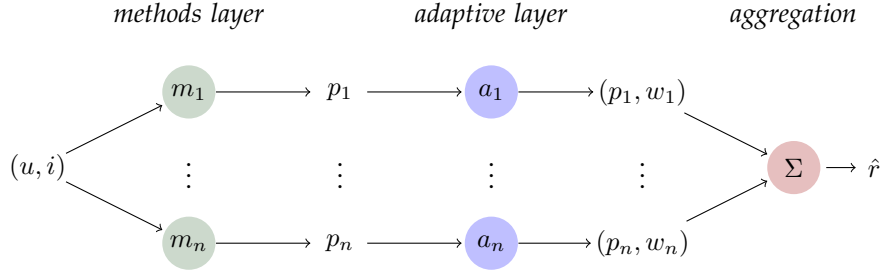 methods layer adaptive layer aggregation
m₁ p₁ a₁ (p₁, w₁)
(u, i) ⋮ ⋮ ⋮ ⋮ Σ r̂
mₙ pₙ aₙ (pₙ, wₙ)